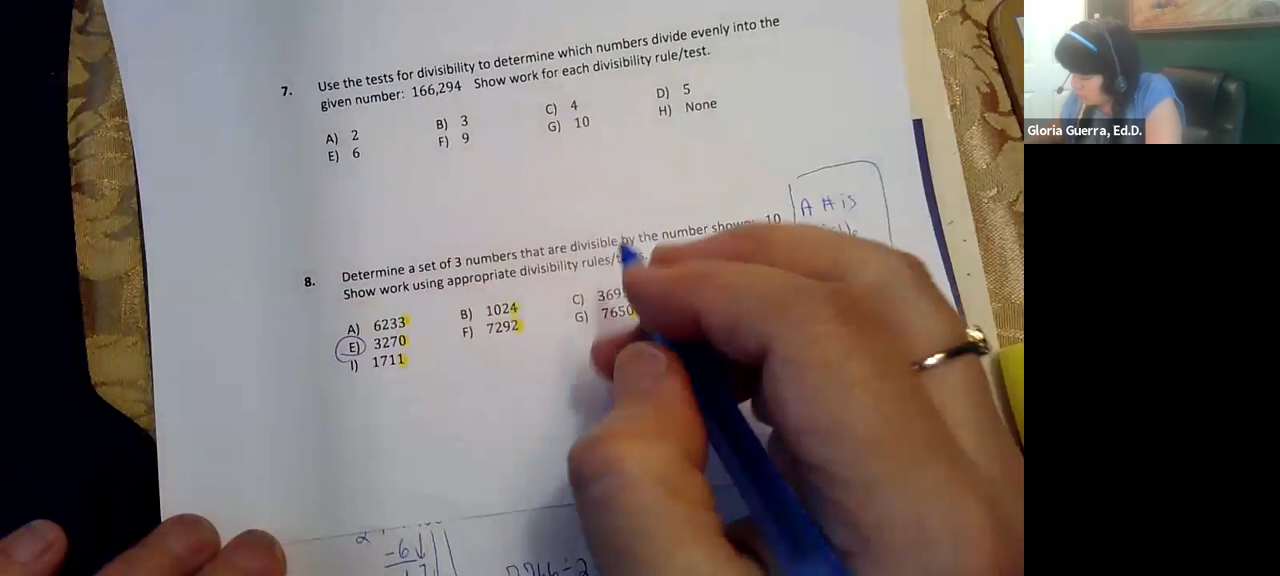 7. Use the tests for divisibility to determine which numbers divide evenly into the
given number: 166,294 Show work for each divisibility rule/test.
A) 2 B) 3 C) 4 D) 5
E) 6 F) 9 G) 10 H) None
A # is
8. Determine a set of 3 numbers that are divisible by the number 10
Show work using appropriate divisibility
A) 6233 B) 1024 C)
E) 3270 F) 7292 G) 7650
I) 1711
-6↓
÷2
Gloria Guerra, Ed.D.